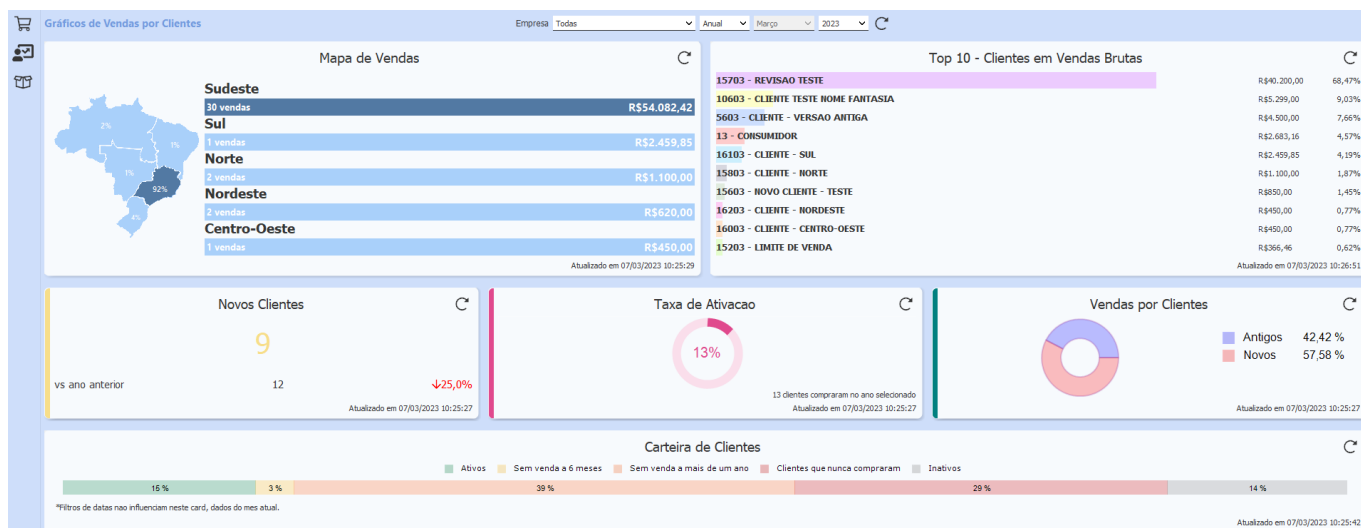 Gráficos de Vendas por Clientes
Empresa Todas Anual Março 2023
Mapa de Vendas
Sudeste
30 vendas R$54.082,42
Sul
1 vendas R$2.459,85
Norte
2 vendas R$1.100,00
Nordeste
2 vendas R$620,00
Centro-Oeste
1 vendas R$450,00
2%
1%
1%
92%
4%
Atualizado em 07/03/2023 10:25:29
Top 10 - Clientes em Vendas Brutas
15703 - REVISAO TESTE R$40.200,00 68,47%
10603 - CLIENTE TESTE NOME FANTASIA R$5.299,00 9,03%
5603 - CLIENTE - VERSAO ANTIGA R$4.500,00 7,66%
13 - CONSUMIDOR R$2.683,16 4,57%
16103 - CLIENTE - SUL R$2.459,85 4,19%
15803 - CLIENTE - NORTE R$1.100,00 1,87%
15603 - NOVO CLIENTE - TESTE R$850,00 1,45%
16203 - CLIENTE - NORDESTE R$450,00 0,77%
16003 - CLIENTE - CENTRO-OESTE R$450,00 0,77%
15203 - LIMITE DE VENDA R$366,46 0,62%
Atualizado em 07/03/2023 10:26:51
Novos Clientes
9
vs ano anterior 12 ↓25,0%
Atualizado em 07/03/2023 10:25:27
Taxa de Ativacao
13%
13 clientes compraram no ano selecionado
Atualizado em 07/03/2023 10:25:27
Vendas por Clientes
Antigos 42,42 %
Novos 57,58 %
Atualizado em 07/03/2023 10:25:27
Carteira de Clientes
Ativos Sem venda a 6 meses Sem venda a mais de um ano Clientes que nunca compraram Inativos
16 % 3 % 39 % 29 % 14 %
*Filtros de datas nao influenciam neste card, dados do mes atual.
Atualizado em 07/03/2023 10:25:42